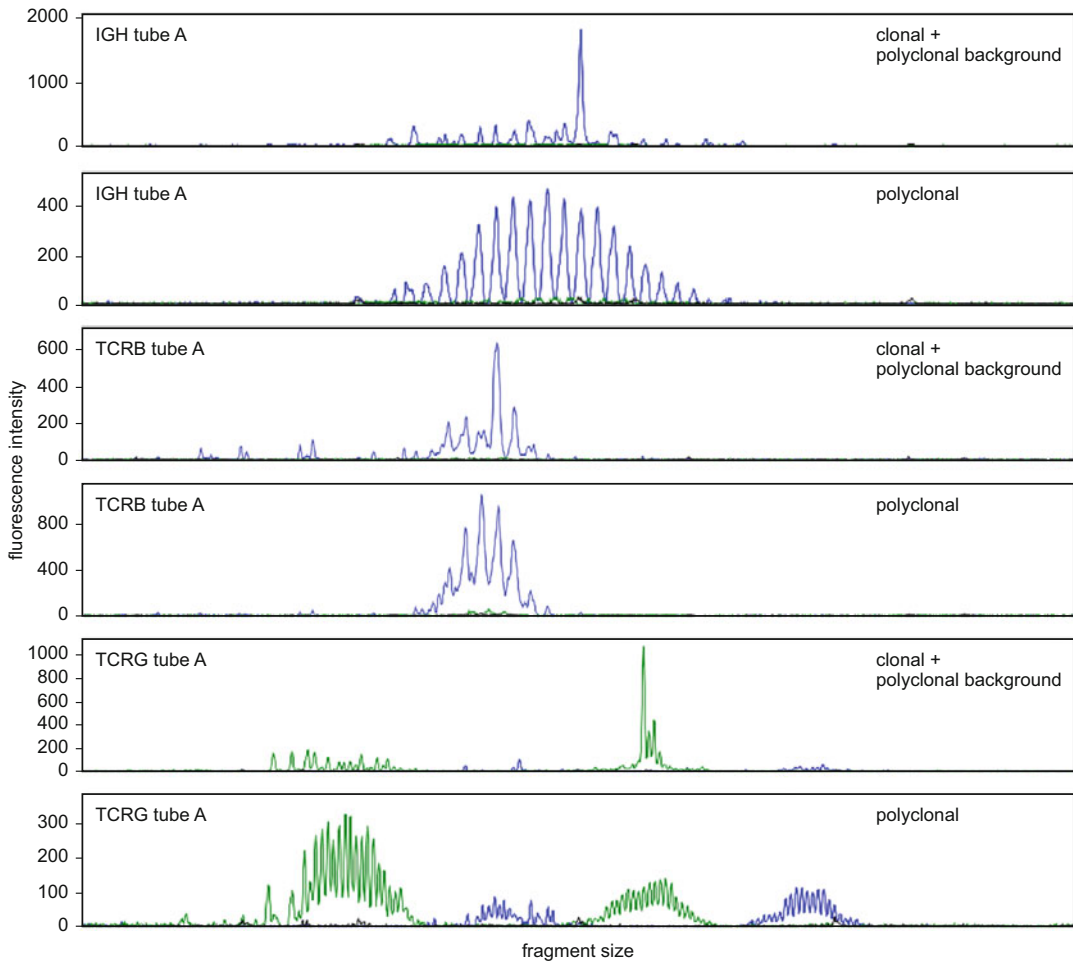 2000
IGH tube A
clonal +
polyclonal background
1000
0
IGH tube A
polyclonal
400
200
0
TCRB tube A
clonal +
polyclonal background
600
400
200
0
TCRB tube A
polyclonal
800
400
0
TCRG tube A
clonal +
polyclonal background
1000
800
600
400
200
0
TCRG tube A
polyclonal
300
200
100
0
fluorescence intensity
fragment size